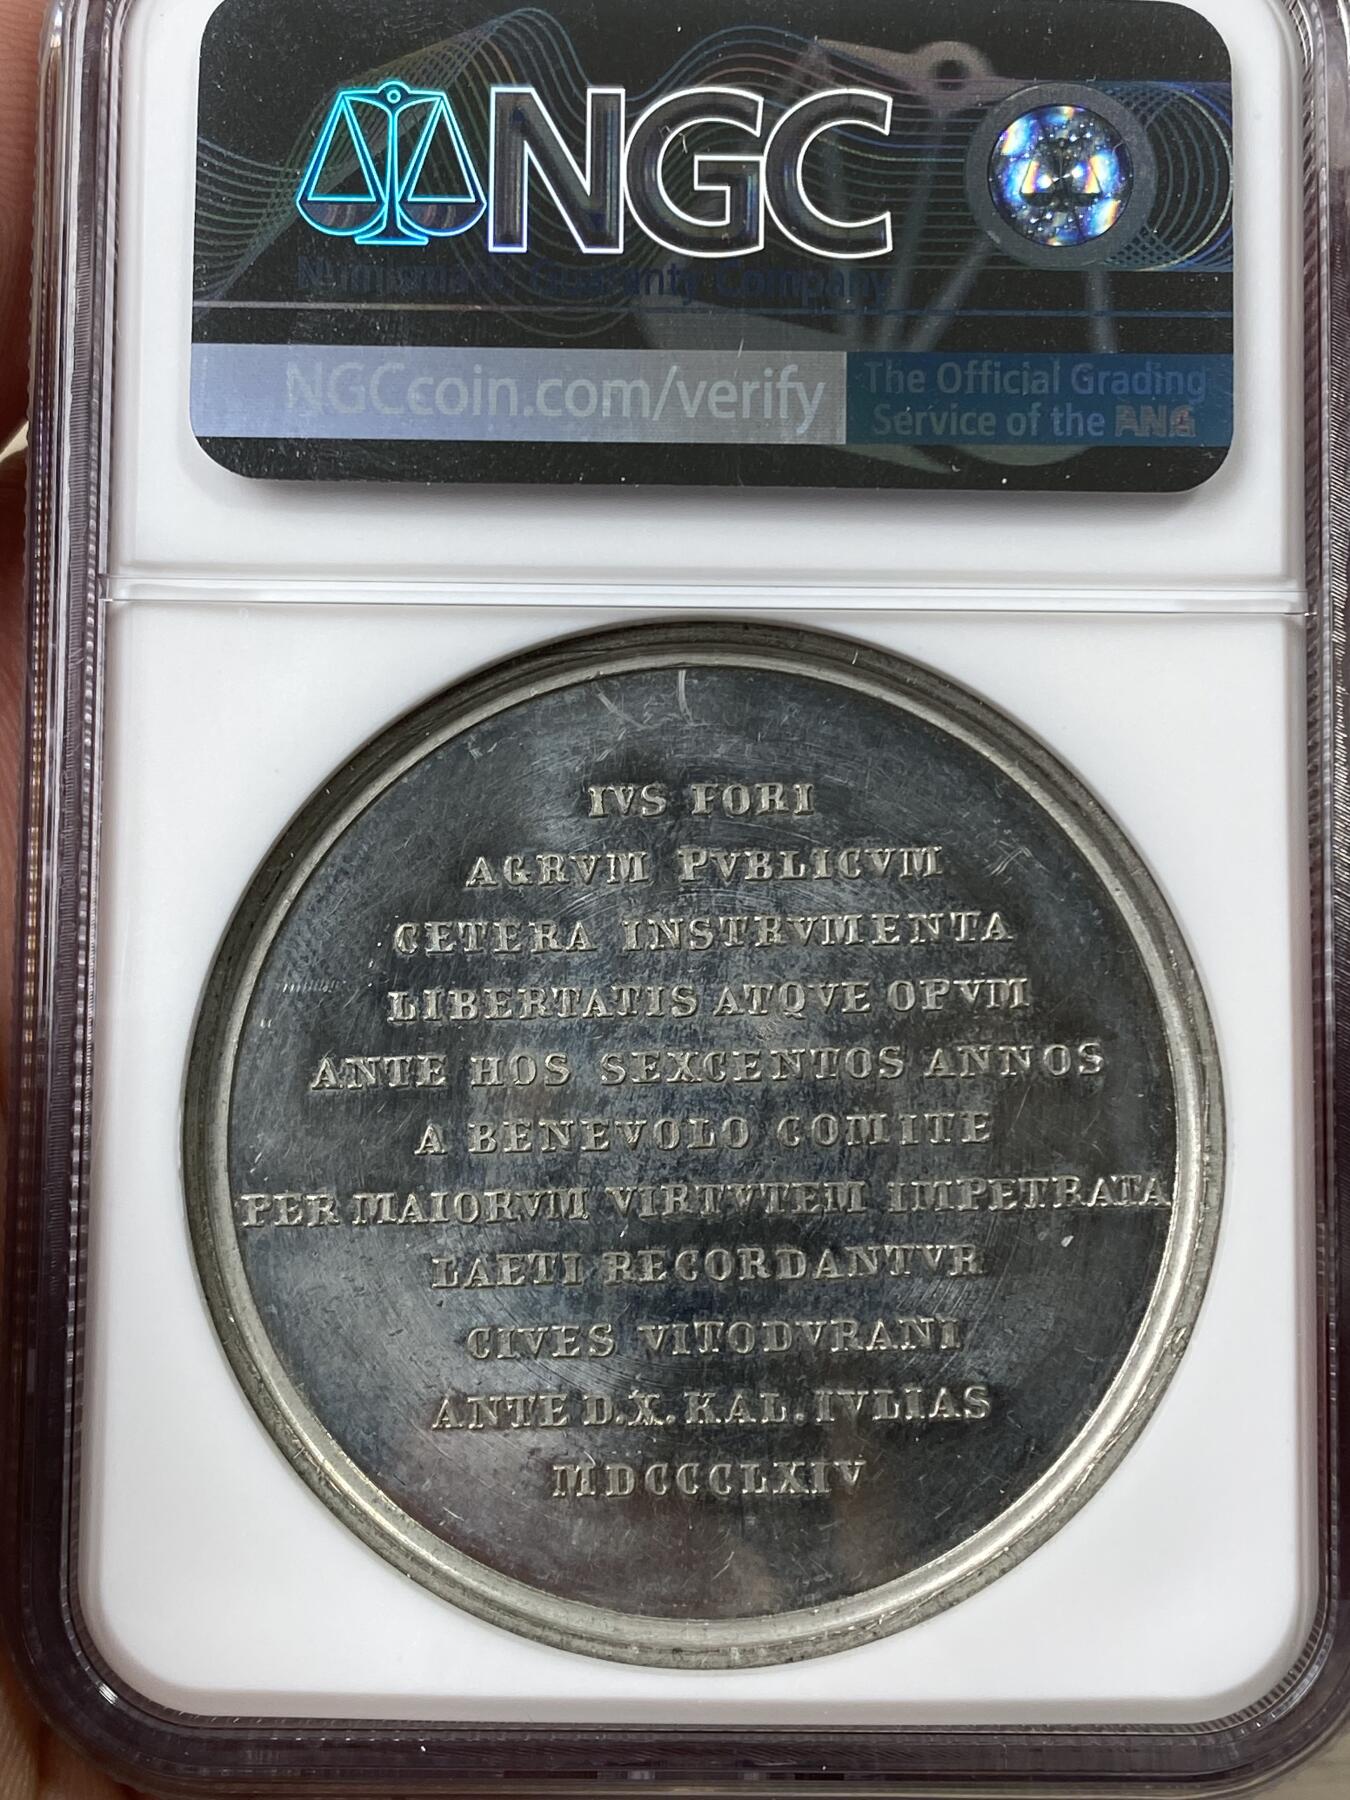 NGC
Numismatic Guaranty Company
NGCcoin.com/verify
The Official Grading
Service of the ANA
IVS FORI
AGRVM PVBLICVM
CETERA INSTRVMENTA
LIBERTATIS ATQVE OPVM
ANTE HOS SEXCENTOS ANNOS
A BENEVOLO COMITE
PER MAIORVM VIRTVTEM IMPETRATA
LAETI RECORDANTVR
CIVES VITODVRANI
ANTE D.X.KAL.IVLIAS
MDCCCLXIV